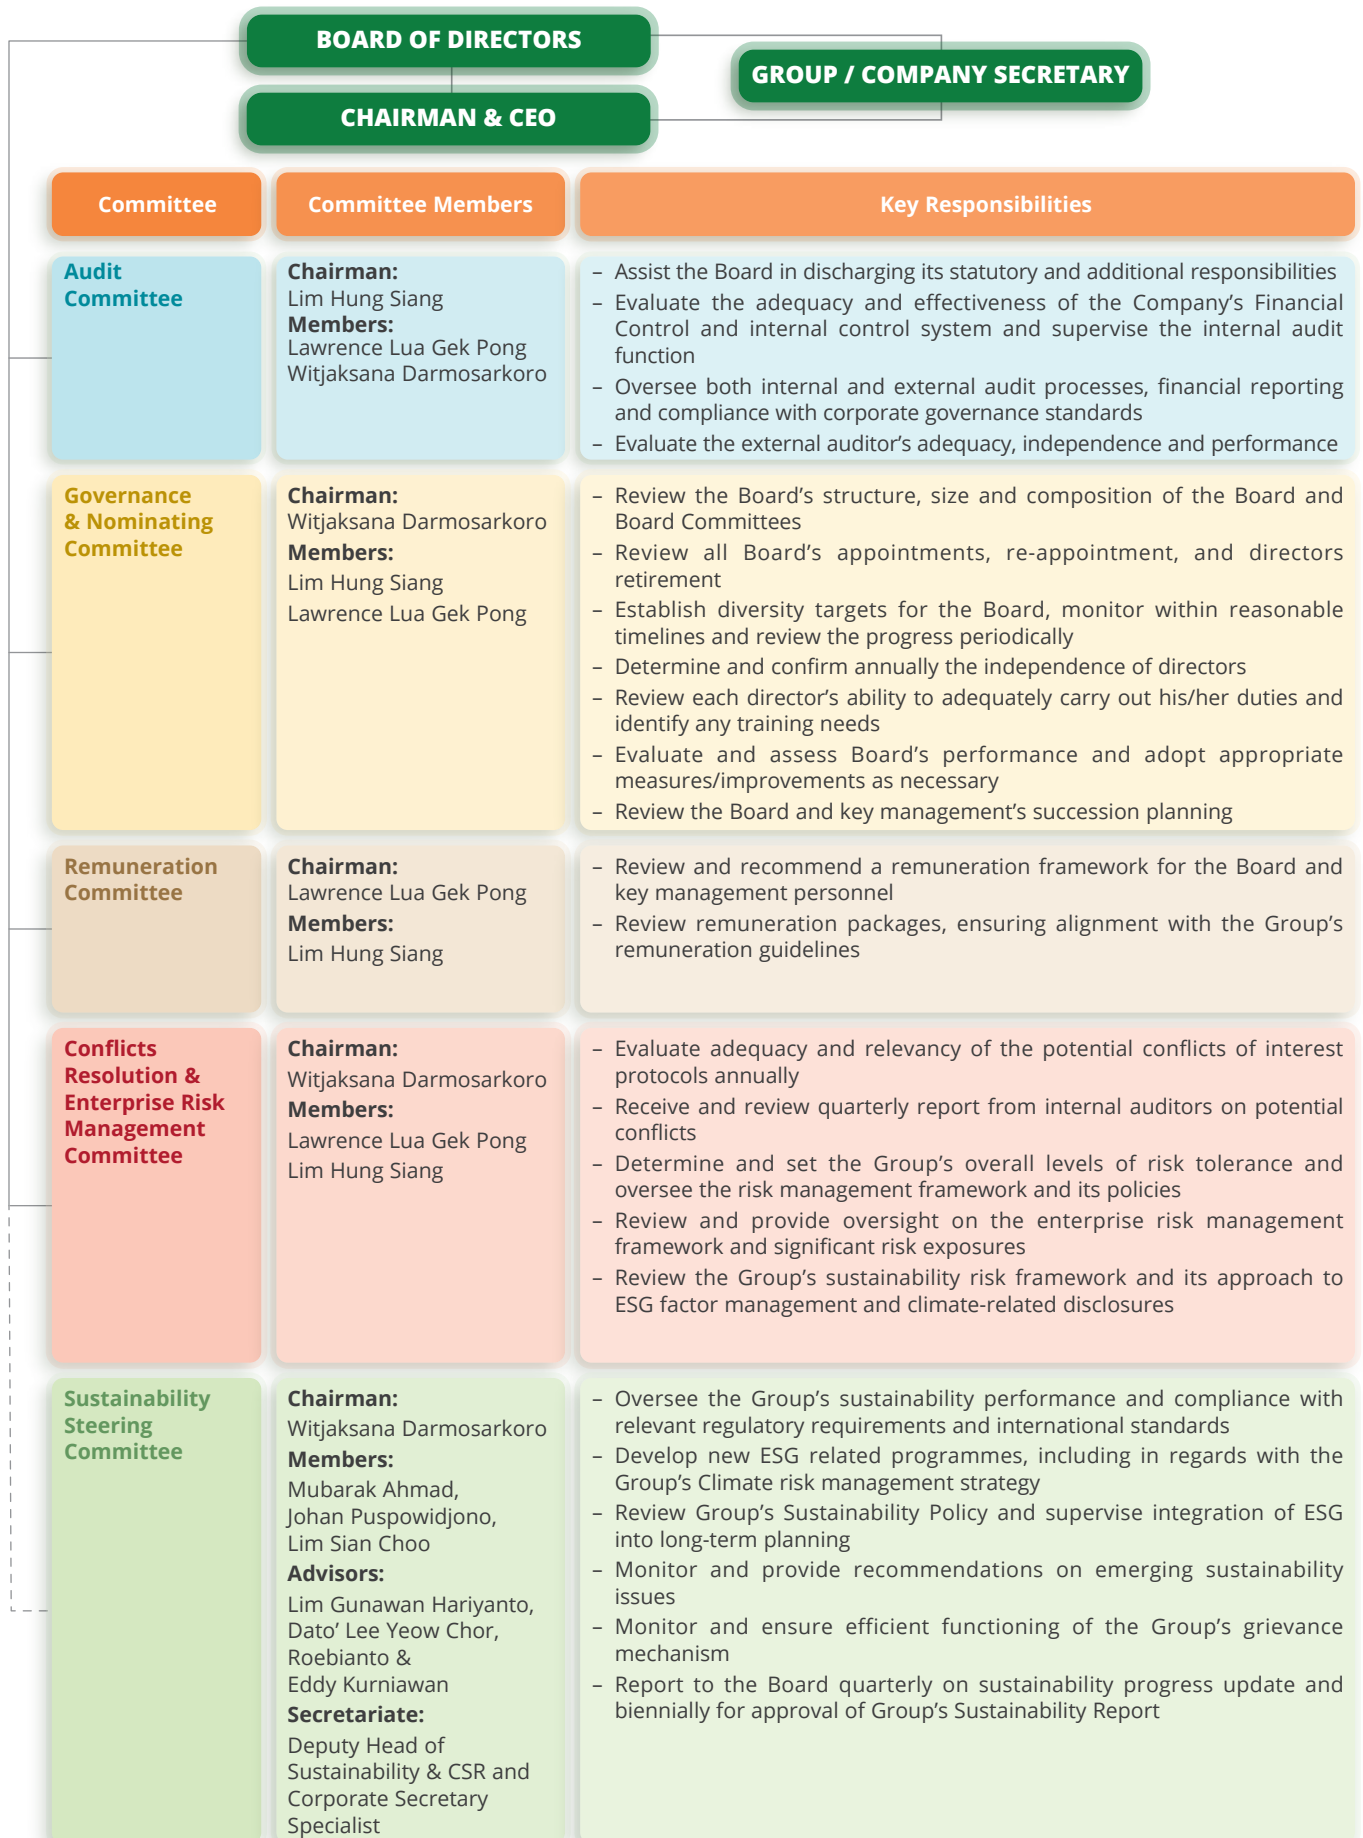 BOARD OF DIRECTORS
GROUP / COMPANY SECRETARY
CHAIRMAN & CEO
Committee
Committee Members
Key Responsibilities
Audit
Committee
Chairman:
Lim Hung Siang
Members:
Lawrence Lua Gek Pong
Witjaksana Darmosarkoro
– Assist the Board in discharging its statutory and additional responsibilities
– Evaluate the adequacy and effectiveness of the Company’s Financial
Control and internal control system and supervise the internal audit
function
– Oversee both internal and external audit processes, financial reporting
and compliance with corporate governance standards
– Evaluate the external auditor’s adequacy, independence and performance
Governance
& Nominating
Committee
Chairman:
Witjaksana Darmosarkoro
Members:
Lim Hung Siang
Lawrence Lua Gek Pong
– Review the Board’s structure, size and composition of the Board and
Board Committees
– Review all Board’s appointments, re-appointment, and directors
retirement
– Establish diversity targets for the Board, monitor within reasonable
timelines and review the progress periodically
– Determine and confirm annually the independence of directors
– Review each director’s ability to adequately carry out his/her duties and
identify any training needs
– Evaluate and assess Board’s performance and adopt appropriate
measures/improvements as necessary
– Review the Board and key management’s succession planning
Remuneration
Committee
Chairman:
Lawrence Lua Gek Pong
Members:
Lim Hung Siang
– Review and recommend a remuneration framework for the Board and
key management personnel
– Review remuneration packages, ensuring alignment with the Group’s
remuneration guidelines
Conflicts
Resolution &
Enterprise Risk
Management
Committee
Chairman:
Witjaksana Darmosarkoro
Members:
Lawrence Lua Gek Pong
Lim Hung Siang
– Evaluate adequacy and relevancy of the potential conflicts of interest
protocols annually
– Receive and review quarterly report from internal auditors on potential
conflicts
– Determine and set the Group’s overall levels of risk tolerance and
oversee the risk management framework and its policies
– Review and provide oversight on the enterprise risk management
framework and significant risk exposures
– Review the Group’s sustainability risk framework and its approach to
ESG factor management and climate-related disclosures
Sustainability
Steering
Committee
Chairman:
Witjaksana Darmosarkoro
Members:
Mubarak Ahmad,
Johan Puspowidjono,
Lim Sian Choo
Advisors:
Lim Gunawan Hariyanto,
Dato’ Lee Yeow Chor,
Roebianto &
Eddy Kurniawan
Secretariate:
Deputy Head of
Sustainability & CSR and
Corporate Secretary
Specialist
– Oversee the Group’s sustainability performance and compliance with
relevant regulatory requirements and international standards
– Develop new ESG related programmes, including in regards with the
Group’s Climate risk management strategy
– Review Group’s Sustainability Policy and supervise integration of ESG
into long-term planning
– Monitor and provide recommendations on emerging sustainability
issues
– Monitor and ensure efficient functioning of the Group’s grievance
mechanism
– Report to the Board quarterly on sustainability progress update and
biennially for approval of Group’s Sustainability Report